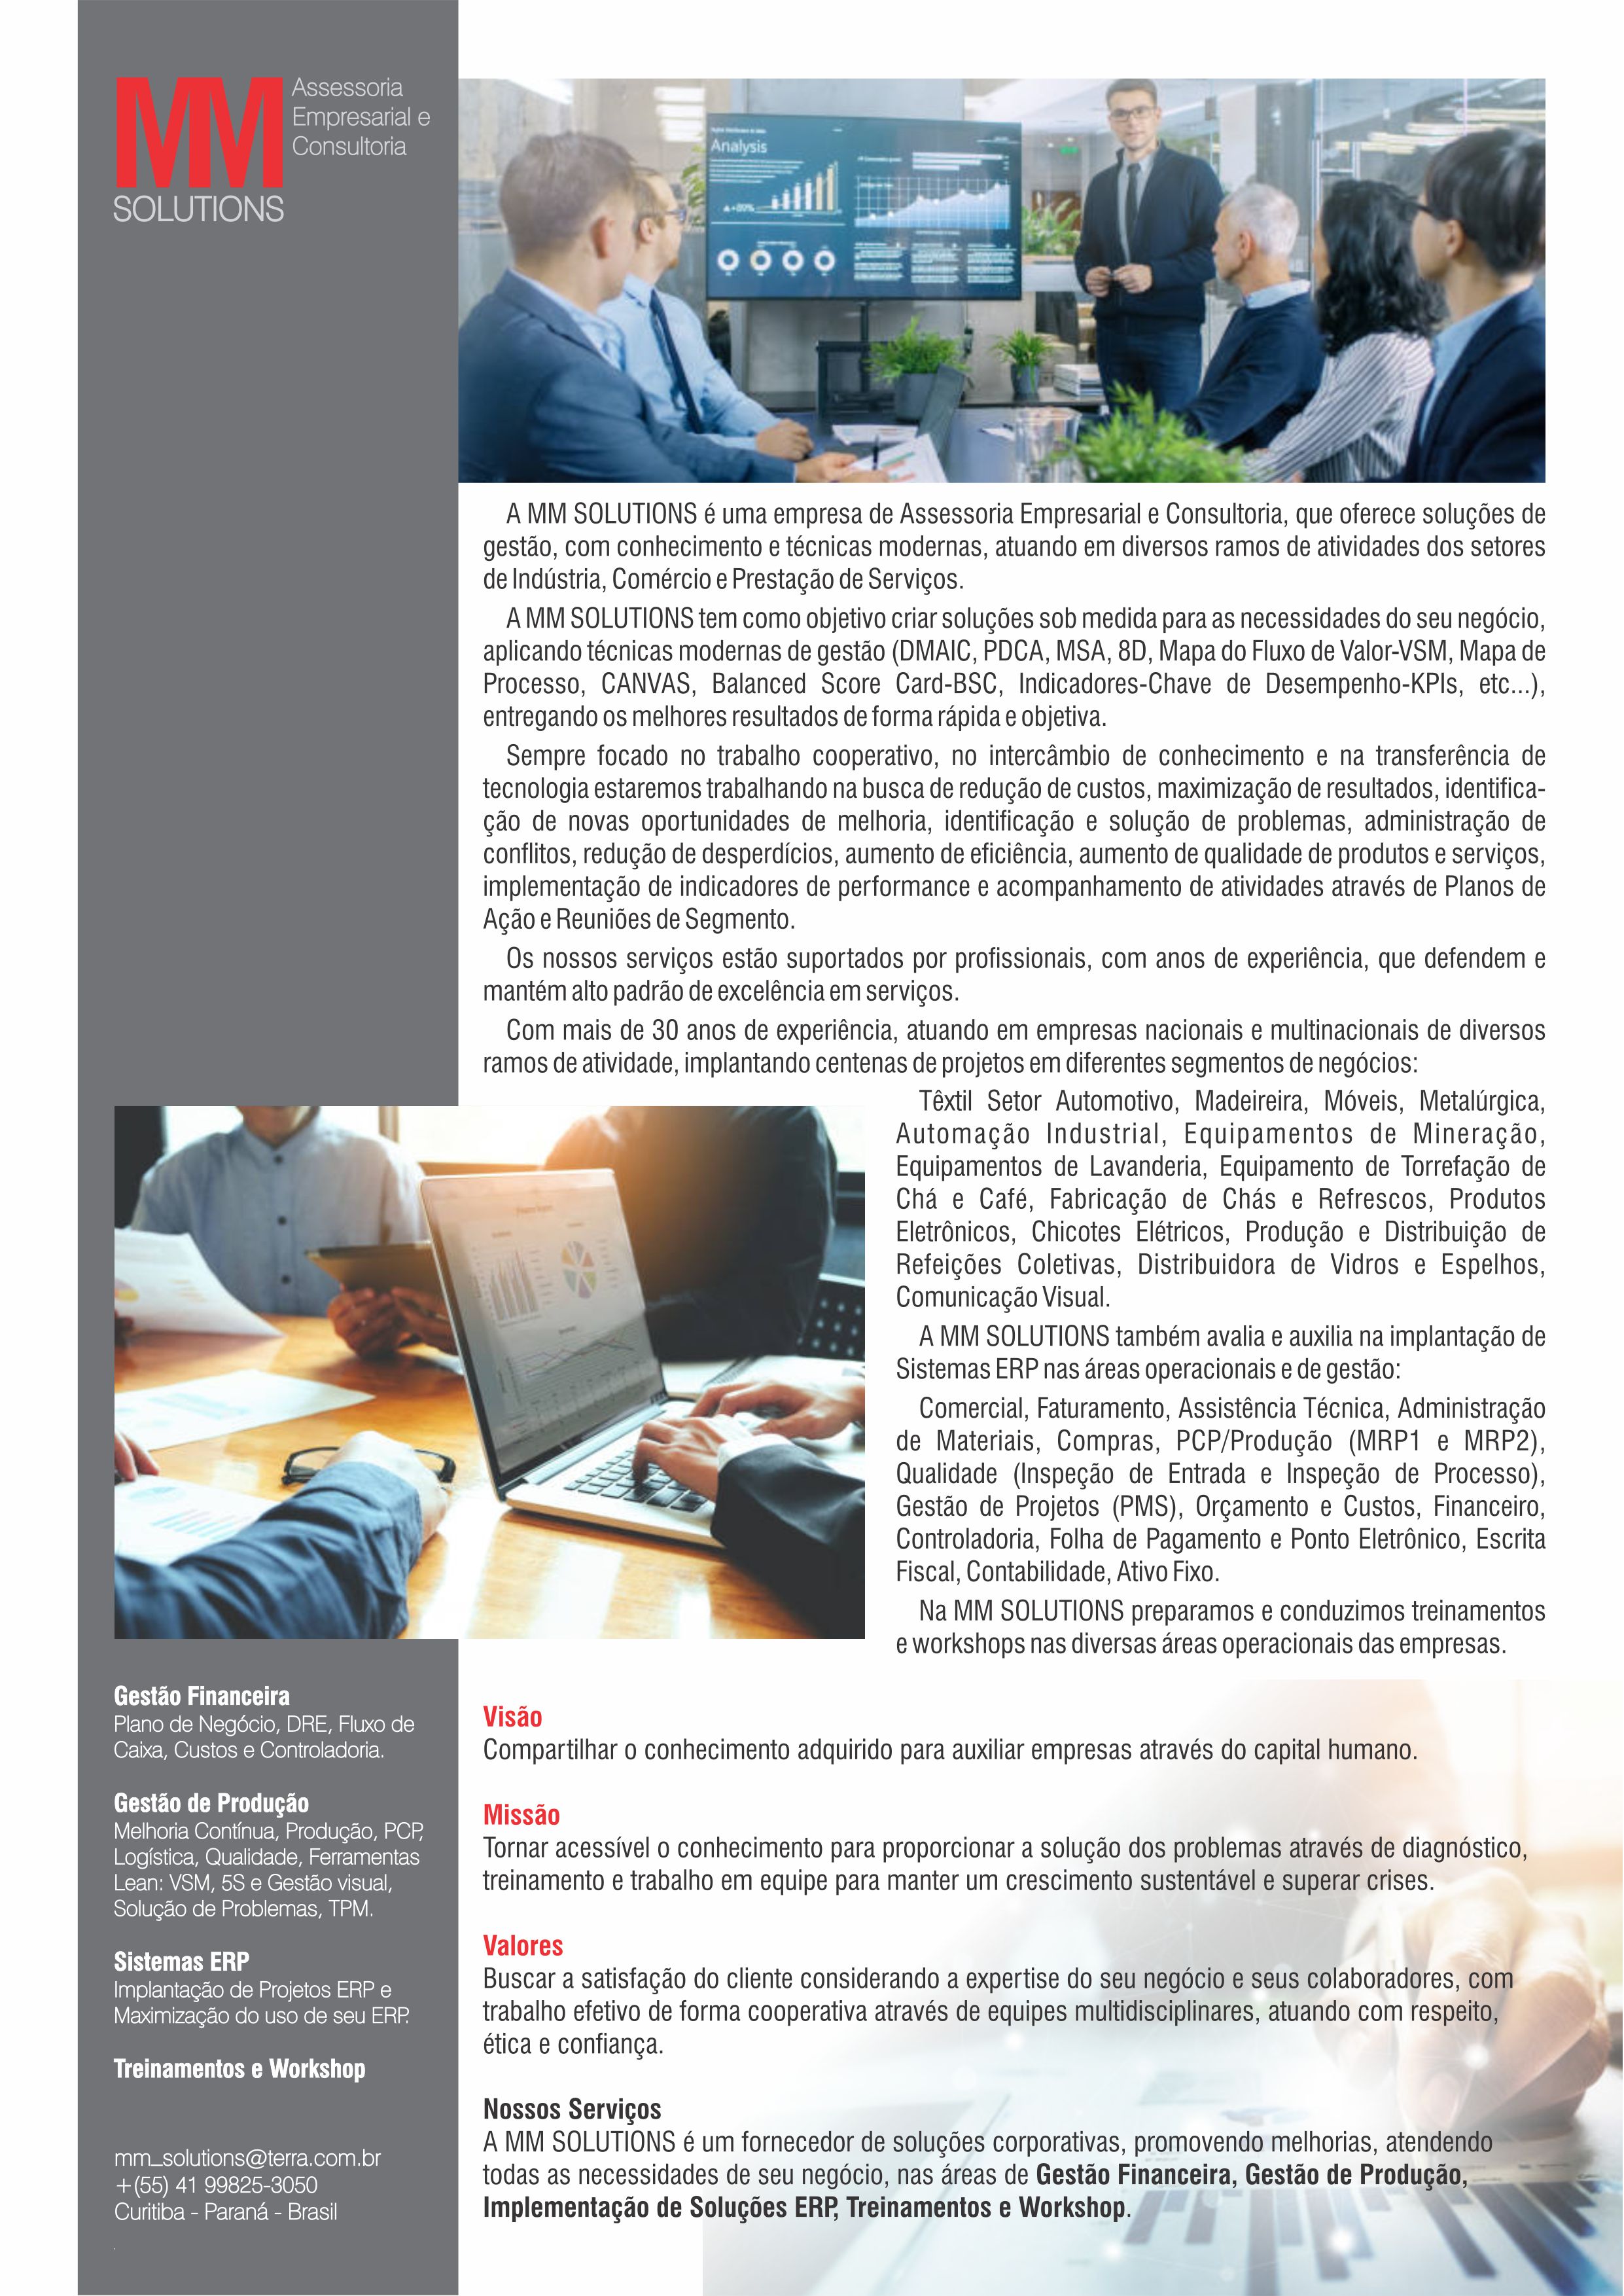 MM
SOLUTIONS
Assessoria
Empresarial e
Consultoria
Analysis
A MM SOLUTIONS é uma empresa de Assessoria Empresarial e Consultoria, que oferece soluções de
gestão, com conhecimento e técnicas modernas, atuando em diversos ramos de atividades dos setores
de Indústria, Comércio e Prestação de Serviços.
A MM SOLUTIONS tem como objetivo criar soluções sob medida para as necessidades do seu negócio,
aplicando técnicas modernas de gestão (DMAIC, PDCA, MSA, 8D, Mapa do Fluxo de Valor-VSM, Mapa de
Processo, CANVAS, Balanced Score Card-BSC, Indicadores-Chave de Desempenho-KPIs, etc...),
entregando os melhores resultados de forma rápida e objetiva.
Sempre focado no trabalho cooperativo, no intercâmbio de conhecimento e na transferência de
tecnologia estaremos trabalhando na busca de redução de custos, maximização de resultados, identifica-
ção de novas oportunidades de melhoria, identificação e solução de problemas, administração de
conflitos, redução de desperdícios, aumento de eficiência, aumento de qualidade de produtos e serviços,
implementação de indicadores de performance e acompanhamento de atividades através de Planos de
Ação e Reuniões de Segmento.
Os nossos serviços estão suportados por profissionais, com anos de experiência, que defendem e
mantém alto padrão de excelência em serviços.
Com mais de 30 anos de experiência, atuando em empresas nacionais e multinacionais de diversos
ramos de atividade, implantando centenas de projetos em diferentes segmentos de negócios:
Têxtil Setor Automotivo, Madeireira, Móveis, Metalúrgica,
Automação Industrial, Equipamentos de Mineração,
Equipamentos de Lavanderia, Equipamento de Torrefação de
Chá e Café, Fabricação de Chás e Refrescos, Produtos
Eletrônicos, Chicotes Elétricos, Produção e Distribuição de
Refeições Coletivas, Distribuidora de Vidros e Espelhos,
Comunicação Visual.
A MM SOLUTIONS também avalia e auxilia na implantação de
Sistemas ERP nas áreas operacionais e de gestão:
Comercial, Faturamento, Assistência Técnica, Administração
de Materiais, Compras, PCP/Produção (MRP1 e MRP2),
Qualidade (Inspeção de Entrada e Inspeção de Processo),
Gestão de Projetos (PMS), Orçamento e Custos, Financeiro,
Controladoria, Folha de Pagamento e Ponto Eletrônico, Escrita
Fiscal, Contabilidade, Ativo Fixo.
Na MM SOLUTIONS preparamos e conduzimos treinamentos
e workshops nas diversas áreas operacionais das empresas.
Gestão Financeira
Plano de Negócio, DRE, Fluxo de
Caixa, Custos e Controladoria.
Gestão de Produção
Melhoria Contínua, Produção, PCP,
Logística, Qualidade, Ferramentas
Lean: VSM, 5S e Gestão visual,
Solução de Problemas, TPM.
Sistemas ERP
Implantação de Projetos ERP e
Maximização do uso de seu ERP.
Treinamentos e Workshop
mm_solutions@terra.com.br
+(55) 41 99825-3050
Curitiba - Paraná - Brasil
Visão
Compartilhar o conhecimento adquirido para auxiliar empresas através do capital humano.
Missão
Tornar acessível o conhecimento para proporcionar a solução dos problemas através de diagnóstico,
treinamento e trabalho em equipe para manter um crescimento sustentável e superar crises.
Valores
Buscar a satisfação do cliente considerando a expertise do seu negócio e seus colaboradores, com
trabalho efetivo de forma cooperativa através de equipes multidisciplinares, atuando com respeito,
ética e confiança.
Nossos Serviços
A MM SOLUTIONS é um fornecedor de soluções corporativas, promovendo melhorias, atendendo
todas as necessidades de seu negócio, nas áreas de Gestão Financeira, Gestão de Produção,
Implementação de Soluções ERP, Treinamentos e Workshop.